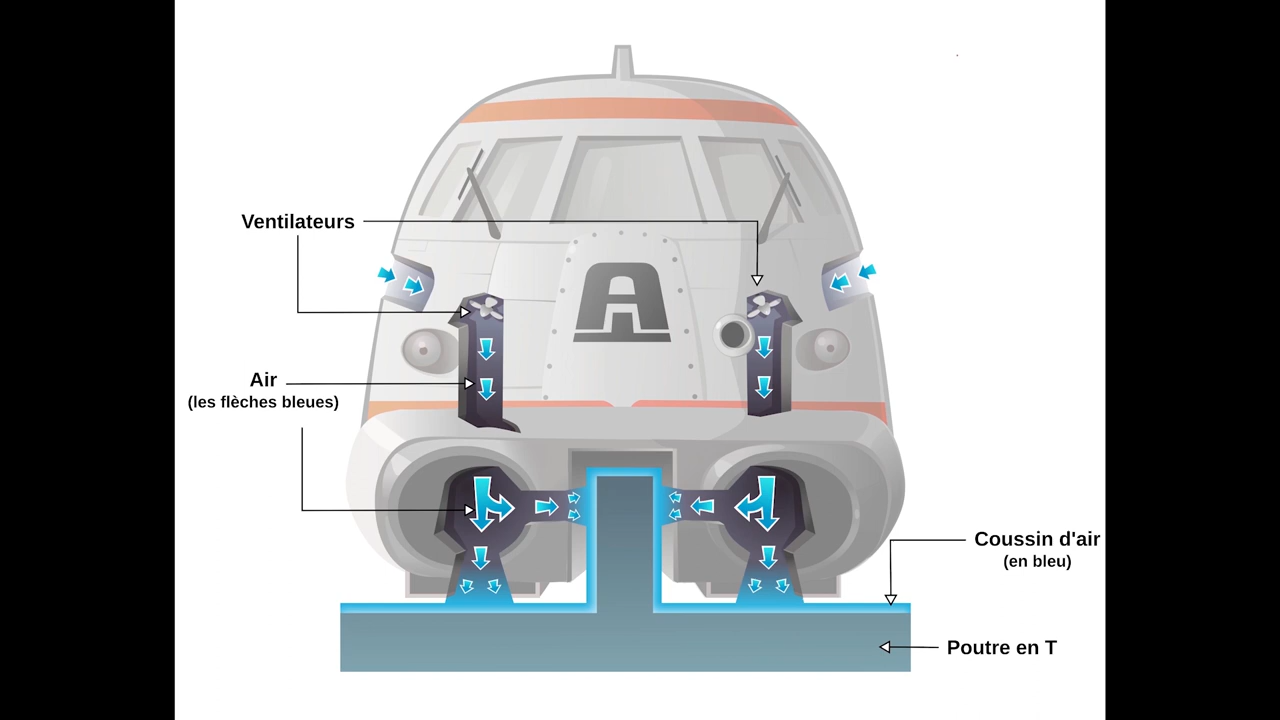 Ventilateurs
Air
(les flèches bleues)
Coussin d'air
(en bleu)
Poutre en T